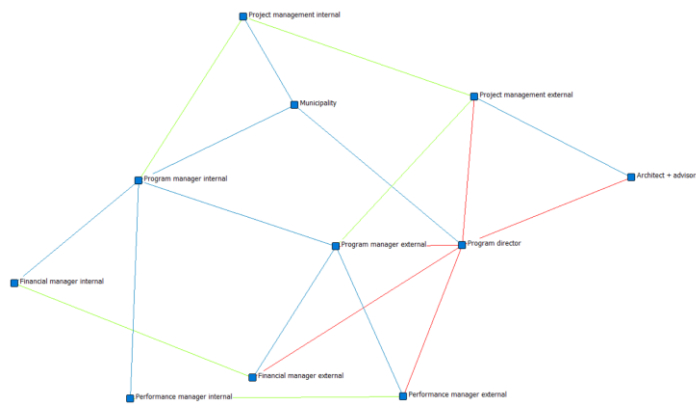 Project management internal
Project management external
Municipality
Architect + advisor
Program manager internal
Program manager external
Program director
Financial manager internal
Financial manager external
Performance manager external
Performance manager internal